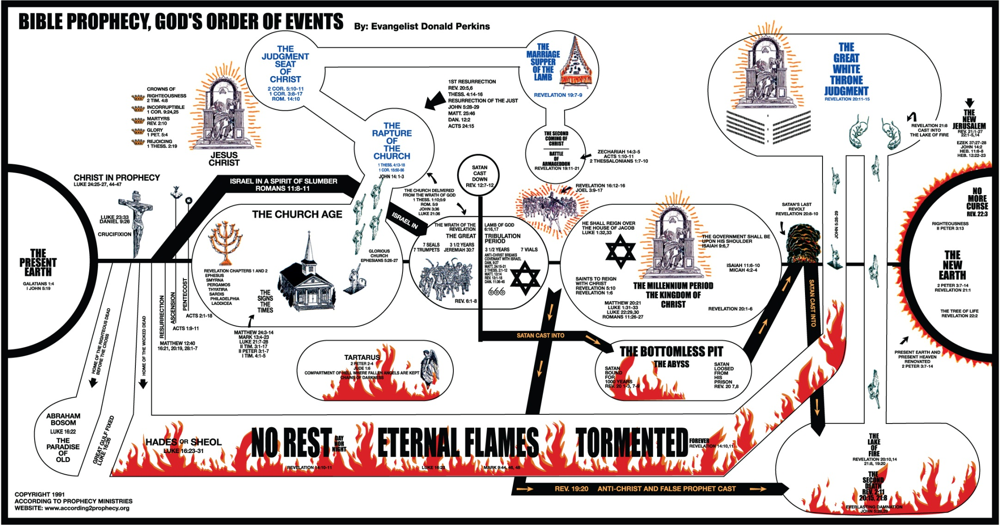 BIBLE PROPHECY, GOD'S ORDER OF EVENTS
By: Evangelist Donald Perkins
CROWNS OF
RIGHTEOUSNESS
2 TIM. 4:8
INCORRUPTIBLE
1 COR. 9:24,25
MARTYRS
REV. 2:10
GLORY
1 PET. 5:4
REJOICING
1 THESS. 2:19
JESUS
CHRIST
THE
JUDGMENT
SEAT
OF
CHRIST
2 COR. 5:10-11
1 COR. 3:8-17
ROM. 14:10
THE
MARRIAGE
SUPPER
OF THE
LAMB
REVELATION 19:7-9
1ST RESURRECTION
REV. 20:5,6
THESS. 4:14-16
RESURRECTION OF THE JUST
JOHN 5:28-29
MATT. 25:46
DAN. 12:2
ACTS 24:15
THE
RAPTURE
OF
THE
CHURCH
1 THESS. 4:13-18
1 COR. 15:50-56
JOHN 14: 1-3
THE SECOND
COMING OF
CHRIST
BATTLE
OF
ARMAGEDDON
REVELATION 19:11-21
ZECHARIAH 14:3-5
ACTS 1:10-11
2 THESSALONIANS 1:7-10
THE
GREAT
WHITE
THRONE
JUDGMENT
REVELATION 20:11-15
REVELATION 21:8
CAST INTO
THE LAKE OF FIRE
THE
NEW
JERUSALEM
REV. 21:1-27
22:1-5,14
EZEK 37:27-28
JOHN 14:2
HEB. 11:6-8
HEB. 12:22-23
THE
PRESENT
EARTH
GALATIANS 1:4
I JOHN 5:19
CHRIST IN PROPHECY
LUKE 24:25-27, 44-47
LUKE 23:33
DANIEL 9:26
CRUCIFIXION
ISRAEL IN A SPIRIT OF SLUMBER
ROMANS 11:8-11
THE CHURCH AGE
REVELATION CHAPTERS 1 AND 2
EPHESUS
SMYRNA
PERGAMOS
THYATIRA
SARDIS
PHILADELPHIA
LAODICEA
THE
SIGNS
THE
TIMES
GLORIOUS
CHURCH
EPHESIANS 5:26-27
MATTHEW 24:3-14
MARK 13:4-23
LUKE 21:7-28
II TIM. 3:1-17
II PETER 3:1-7
I TIM. 4:1-5
RESURRECTION
MATTHEW 12:40
16:21, 20:19, 28:1-7
ASCENSION
ACTS 1:9-11
PENTECOST
ACTS 2:1-18
THE CHURCH DELIVERED
FROM THE WRATH OF GOD
1 THESS. 1:10;5:9
ROM. 5:9
JOHN 3:36
LUKE 21:36
ISRAEL IN
SATAN
CAST
DOWN
REV. 12:7-12
THE WRATH OF THE
REVELATION
THE GREAT
7 SEALS
7 TRUMPETS
3 1/2 YEARS
JEREMIAH 30:7
REV. 6:1-8
LAMB OF GOD
6:16,17
TRIBULATION
PERIOD
3 1/2 YEARS
7 VIALS
ANTI-CHRIST BREAKS
COVENANT WITH ISRAEL
DAN. 9:27
MATT. 24:15-21
2 THESS. 2:1-12
MATT. 13:14
REV. 13:1-18
DAN. 11:36-45
666
REVELATION 16:12-16
JOEL 3:9-17
HE SHALL REIGN OVER
THE HOUSE OF JACOB
LUKE 1:32,33
THE GOVERNMENT SHALL BE
UPON HIS SHOULDER
ISAIAH 9:6,7
ISAIAH 11:6-10
MICAH 4:2-4
SAINTS TO REIGN
WITH CHRIST
REVELATION 5:10
REVELATION 1:6
THE MILLENNIUM PERIOD
THE KINGDOM OF
CHRIST
MATTHEW 20:21
LUKE 1:31-33
LUKE 22:29,30
ROMANS 11:26-27
REVELATION 20:1-6
SATAN'S LAST
REVOLT
REVELATION 20:8-10
JOHN 5:28-29
SATAN CAST INTO
NO
MORE
CURSE
REV. 22:3
RIGHTEOUSNESS
II PETER 3:13
THE
NEW
EARTH
2 PETER 3:7-14
REVELATION 21:1
THE TREE OF LIFE
REVELATION 22:2
PRESENT EARTH AND
PRESENT HEAVEN
RENOVATED
2 PETER 3:7-14
HOME OF THE RIGHTEOUS DEAD
BEFORE THE CROSS
HOME OF THE WICKED DEAD
TARTARUS
2 PETER 2-4
JUDE 1:6
COMPARTMENT OF HELL WHERE FALLEN ANGELS ARE KEPT
CHAINS OF DARKNESS
SATAN CAST INTO
THE BOTTOMLESS PIT
THE ABYSS
SATAN
BOUND
FOR
1000 YEARS
REV. 20 1-3, 7-9
SATAN
LOOSED
FROM
HIS
PRISON
REV. 20 7,8
ABRAHAM
BOSOM
LUKE 16:22
THE
PARADISE
OF
OLD
GREAT GULF FIXED
LUKE 16:26
HADES OR SHEOL
LUKE 16:23-31
NO REST DAY
NOR
NIGHT
REVELATION 14:10-11
ETERNAL FLAMES
LUKE 16:23
MARK 9:44, 46, 48
TORMENTED FOREVER
REVELATION 14:10,11
REV. 19:20 ANTI-CHRIST AND FALSE PROPHET CAST
THE
LAKE
OF
FIRE
REVELATION 20:10,14
21:8, 19:20
THE
SECOND
DEATH
REV. 2:11
20:15, 21:8
EVERLASTING DAMNATION
JOHN 5:28,29
COPYRIGHT 1991
ACCORDING TO PROPHECY MINISTRIES
WEBSITE: www.according2prophecy.org